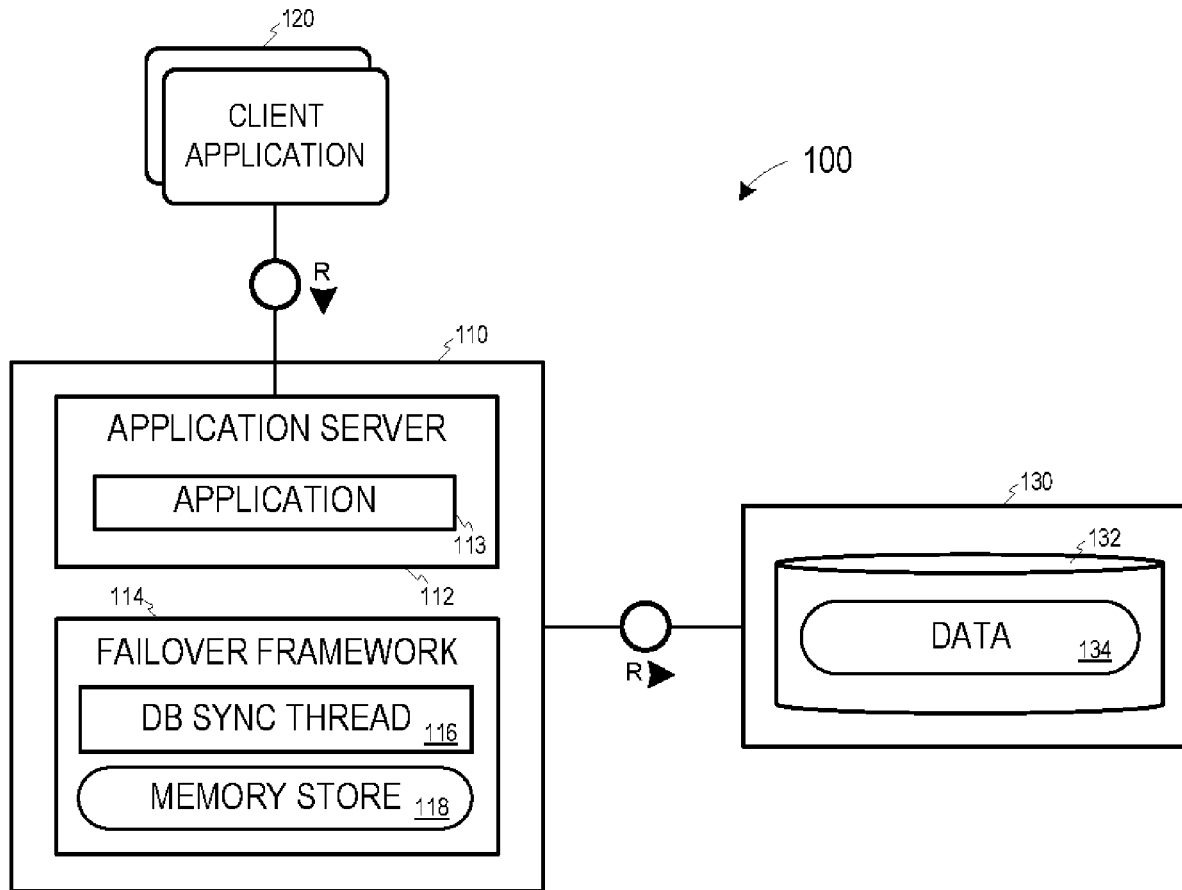 120
CLIENT
APPLICATION
100
R
110
APPLICATION SERVER
APPLICATION
113
112
114
FAILOVER FRAMEWORK
DB SYNC THREAD 116
MEMORY STORE 118
R
130
132
DATA 134